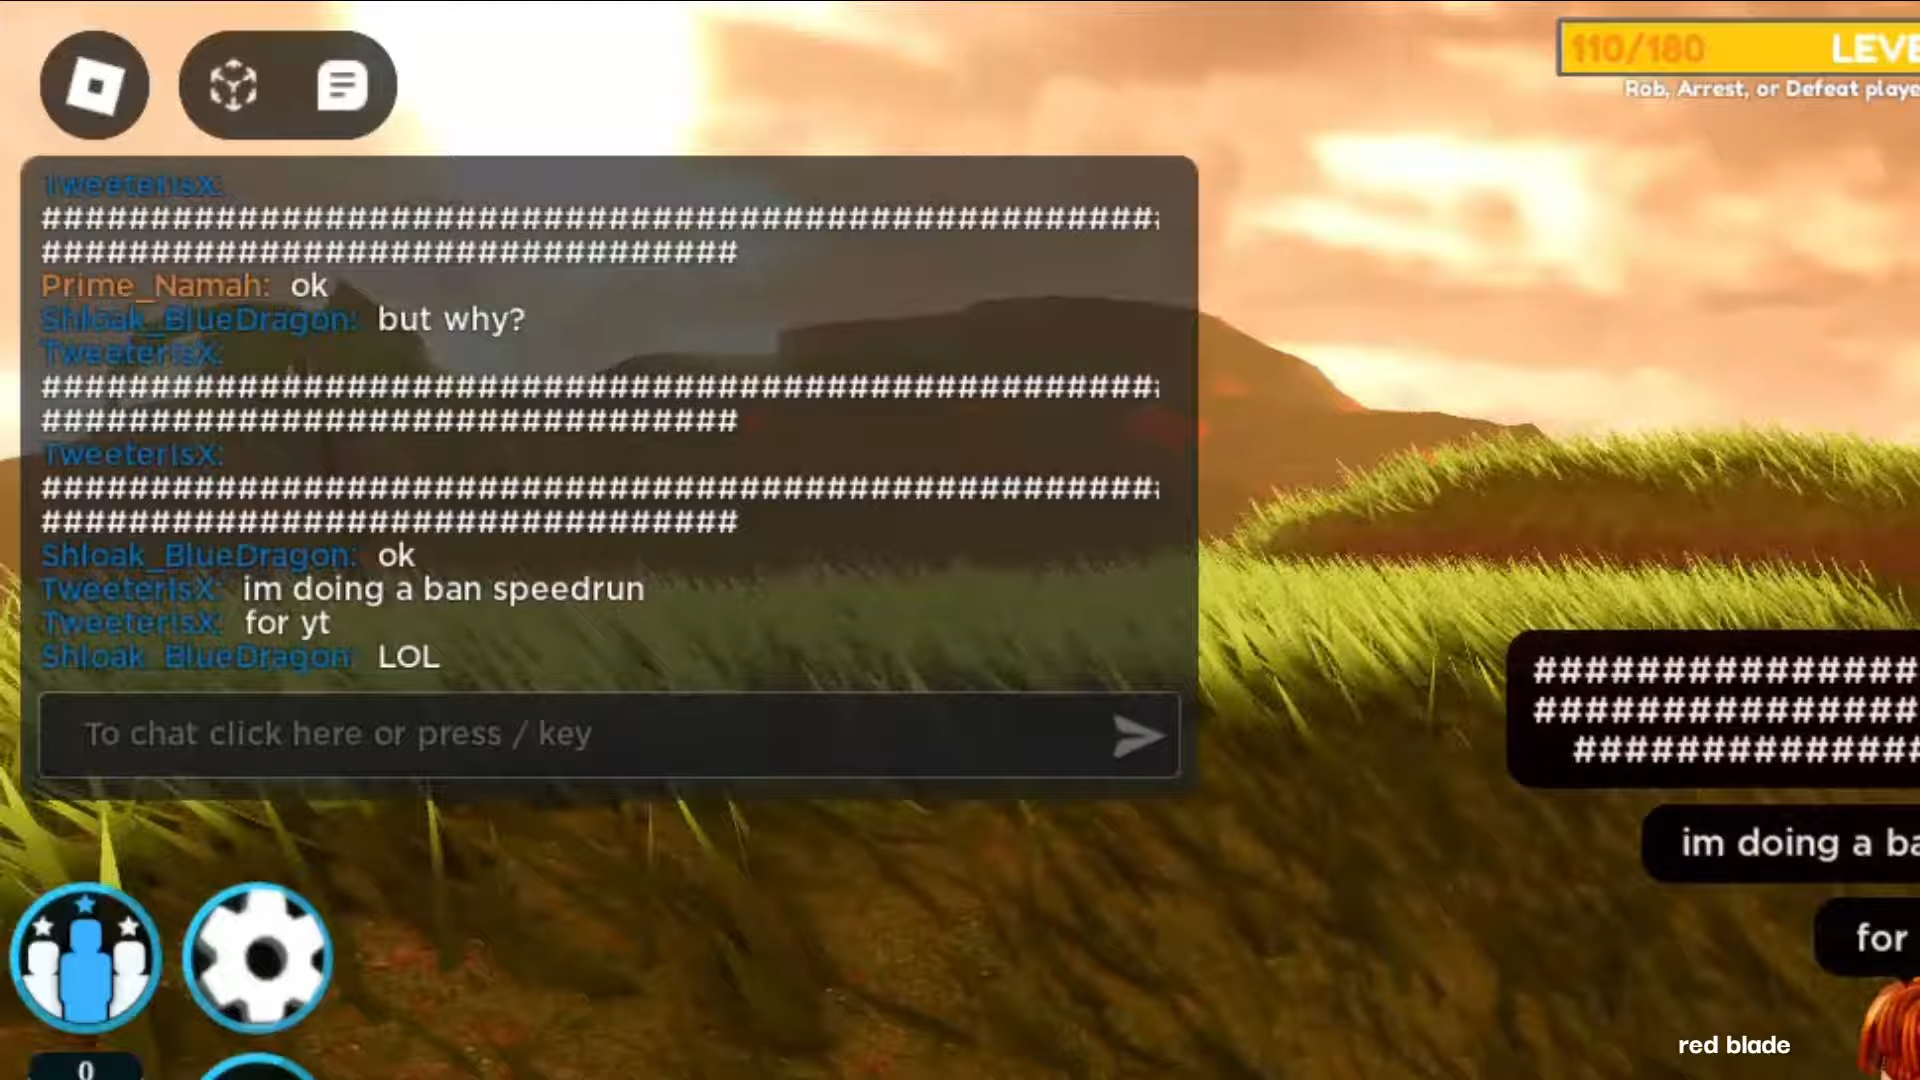 110/180 LEVE
Rob, Arrest, or Defeat playe
TweeterIsX:
####################################################
################################
Prime_Namah: ok
Shloak_BlueDragon: but why?
TweeterIsX:
####################################################
################################
TweeterIsX:
####################################################
################################
Shloak_BlueDragon: ok
TweeterIsX: im doing a ban speedrun
TweeterIsX: for yt
Shloak_BlueDragon: LOL
To chat click here or press / key
###############
###############
#############
im doing a ba
for
red blade
0